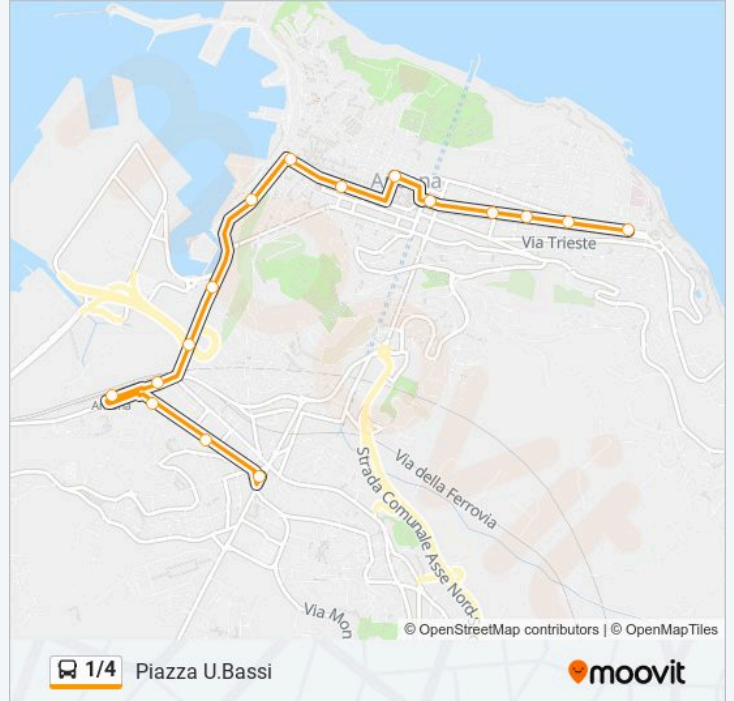 Ancona
Via Trieste
Ancona
Strada Comunale Asse Nord-S
Via della Ferrovia
Via Mon
© OpenStreetMap contributors | © OpenMapTiles
1/4 Piazza U.Bassi moovit